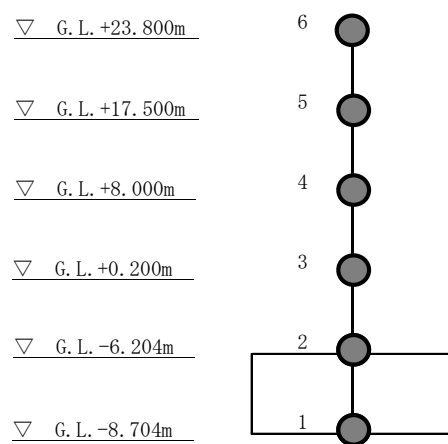 ▽ G.L.+23.800m 6
▽ G.L.+17.500m 5
▽ G.L.+8.000m 4
▽ G.L.+0.200m 3
▽ G.L.-6.204m 2
▽ G.L.-8.704m 1